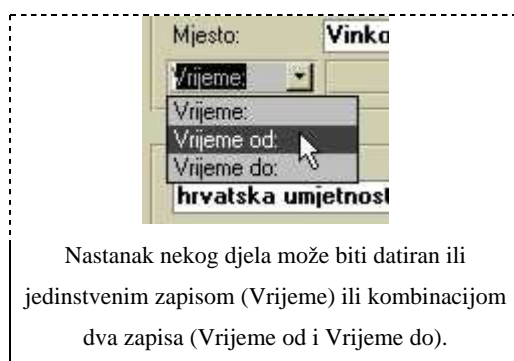 Mjesto: Vinko
Vrijeme:
Vrijeme:
Vrijeme od:
Vrijeme do:
hrvatska umjetnost
Nastanak nekog djela može biti datiran ili
jedinstvenim zapisom (Vrijeme) ili kombinacijom
dva zapisa (Vrijeme od i Vrijeme do).